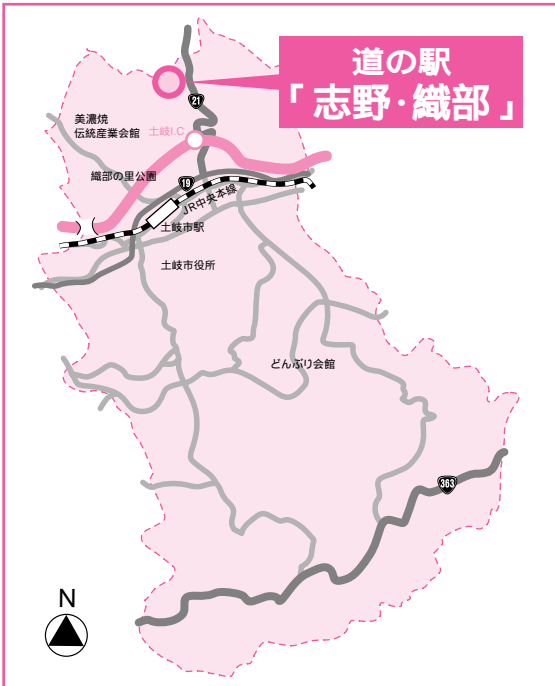 道の駅
「志野・織部」
21
美濃焼
伝統産業会館
土岐I.C
織部の里公園
19
JR中央本線
土岐市駅
土岐市役所
どんぶり会館
363
N